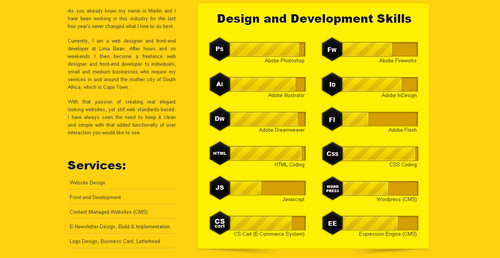 As you already know my name is Marlin and I
have been working in this industry for the last
four year's never changed what I love to do best.
Currently, I am a web designer and front-end
developer at Lima Bean. After hours and on
weekends I then become a freelance web
designer and front-end developer to individuals,
small and medium businesses who require my
services in and around the mother city of South
Africa, which is Cape Town.
With that passion of creating real elegant
looking websites, yet still web standards-based.
I have always seen the need to keep it clean
and simple with that added functionality of user
interaction you would like to see.
Services:
Website Design
Front-end Development
Content Managed Websites (CMS)
E-Newsletter Design, Build & Implementation
Logo Design, Business Card, Letterhead
Design and Development Skills
Ps
Abobe Photoshop
Fw
Abobe Fireworks
Ai
Adobe Illustrator
Io
Adobe InDesign
Dw
Adobe Dreamweaver
Fl
Adobe Flash
HTML
HTML Coding
Css
CSS Coding
JS
Javascript
WORD
PRESS
Wordpress (CMS)
CS
cart
CS Cart (E-Commerce System)
EE
Expression Engine (CMS)